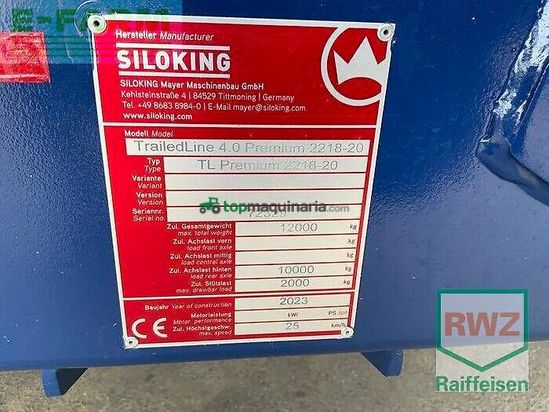 E-FARM
Hersteller Manufacturer
SILOKING
SILOKING Mayer Maschinenbau GmbH
Kehlsteinstraße 4 | 84529 Tittmoning | Germany
Tel. +49 8683 8984-0 | E-Mail mayer@siloking.com
www.siloking.com
Modell Model TrailedLine 4.0 Premium 2218-20
Typ Type TL Premium 2218-20
Variante Variant
Version Version
Seriennr. Serial no.
topmaquinaria.com
Zul. Gesamtgewicht max. total weight 12000 kg
Zul. Achslast vorn load front axle kg
Zul. Achslast mittig load central axle kg
Zul. Achslast hinten load rear axle 10000 kg
Zul. Stützlast max. drawbar load 2000 kg
Baujahr Year of construction 2023
Motorleistung Motor performance kW/ PS hp
Zul. Höchstgeschw. max. speed 25 km/h
CE
RWZ
Raiffeisen